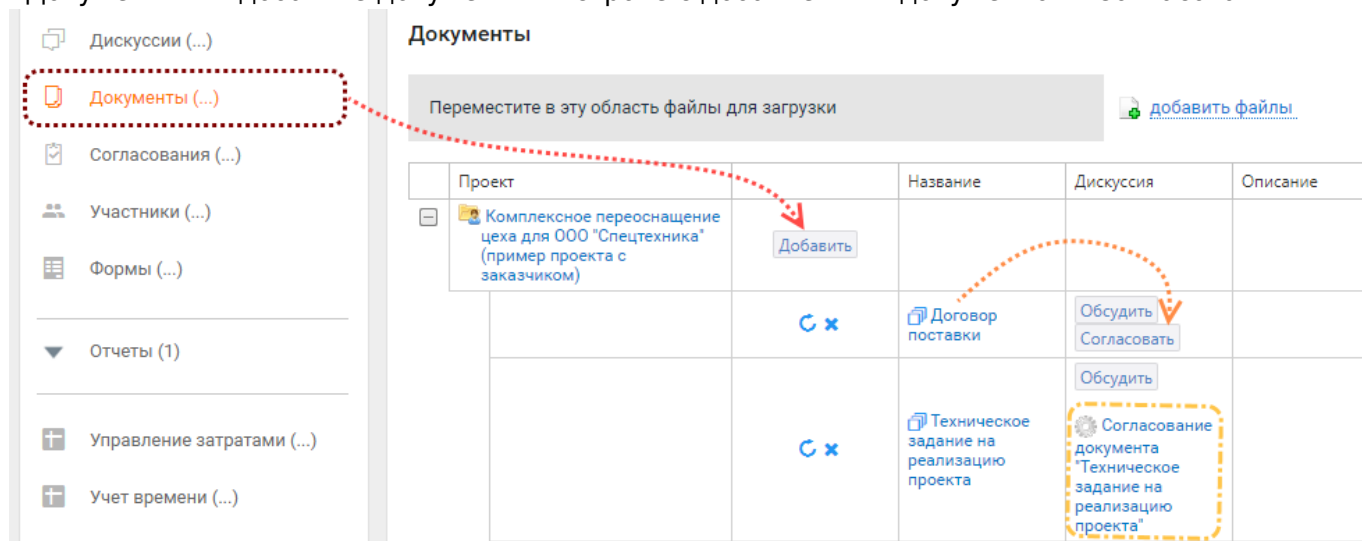 Дискуссии (...)
Документы (...)
Согласования (...)
Участники (...)
Формы (...)
Отчеты (1)
Управление затратами (...)
Учет времени (...)
Документы
Переместите в эту область файлы для загрузки
добавить файлы
Проект
Название
Дискуссия
Описание
Комплексное переоснащение
цеха для ООО "Спецтехника"
(пример проекта с
заказчиком)
Добавить
Договор
поставки
Обсудить
Согласовать
Техническое
задание на
реализацию
проекта
Обсудить
Согласование
документа
"Техническое
задание на
реализацию
проекта"